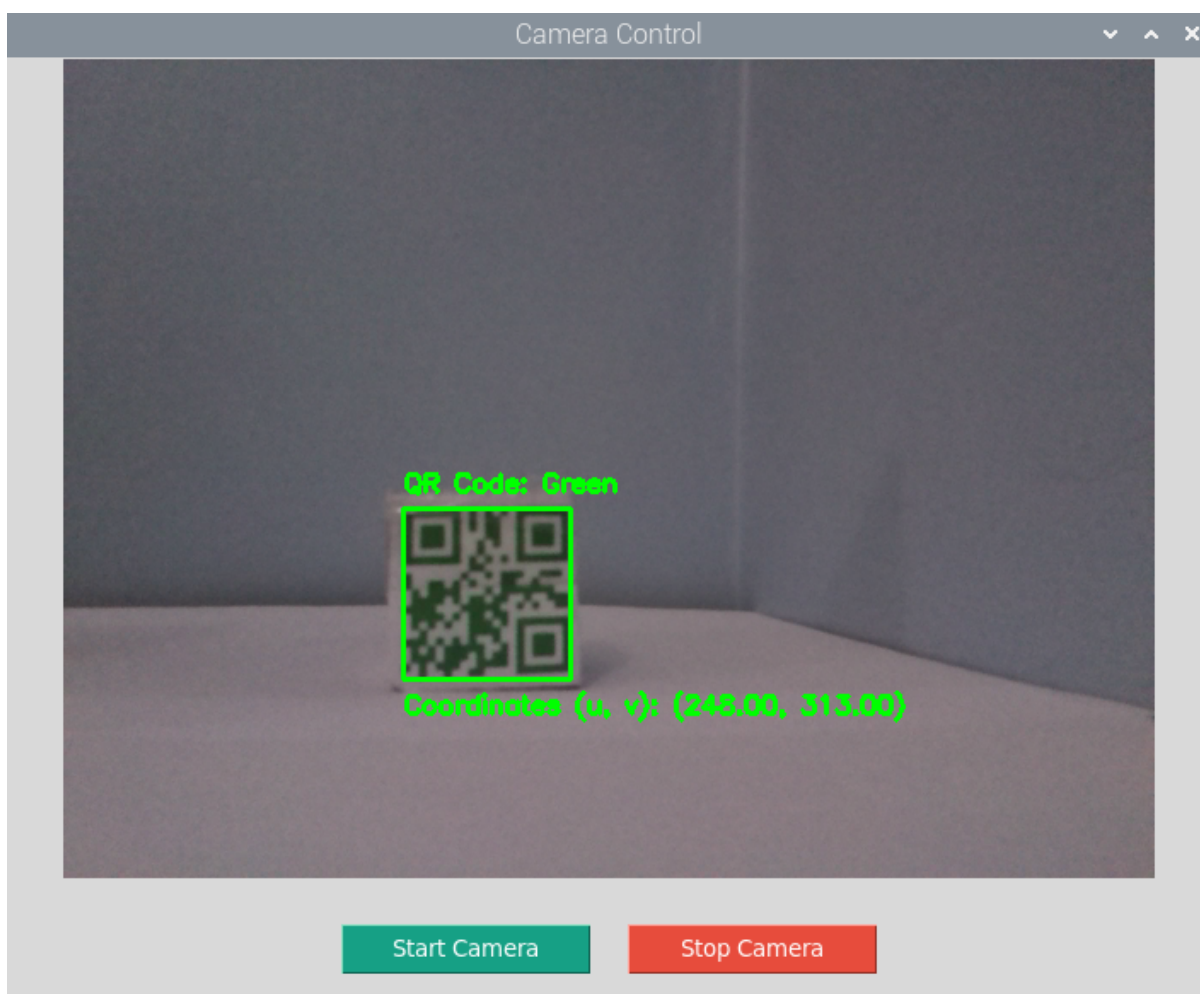 Camera Control
QR Code: Green
Coordinates (u, v): (248.00, 313.00)
Start Camera
Stop Camera